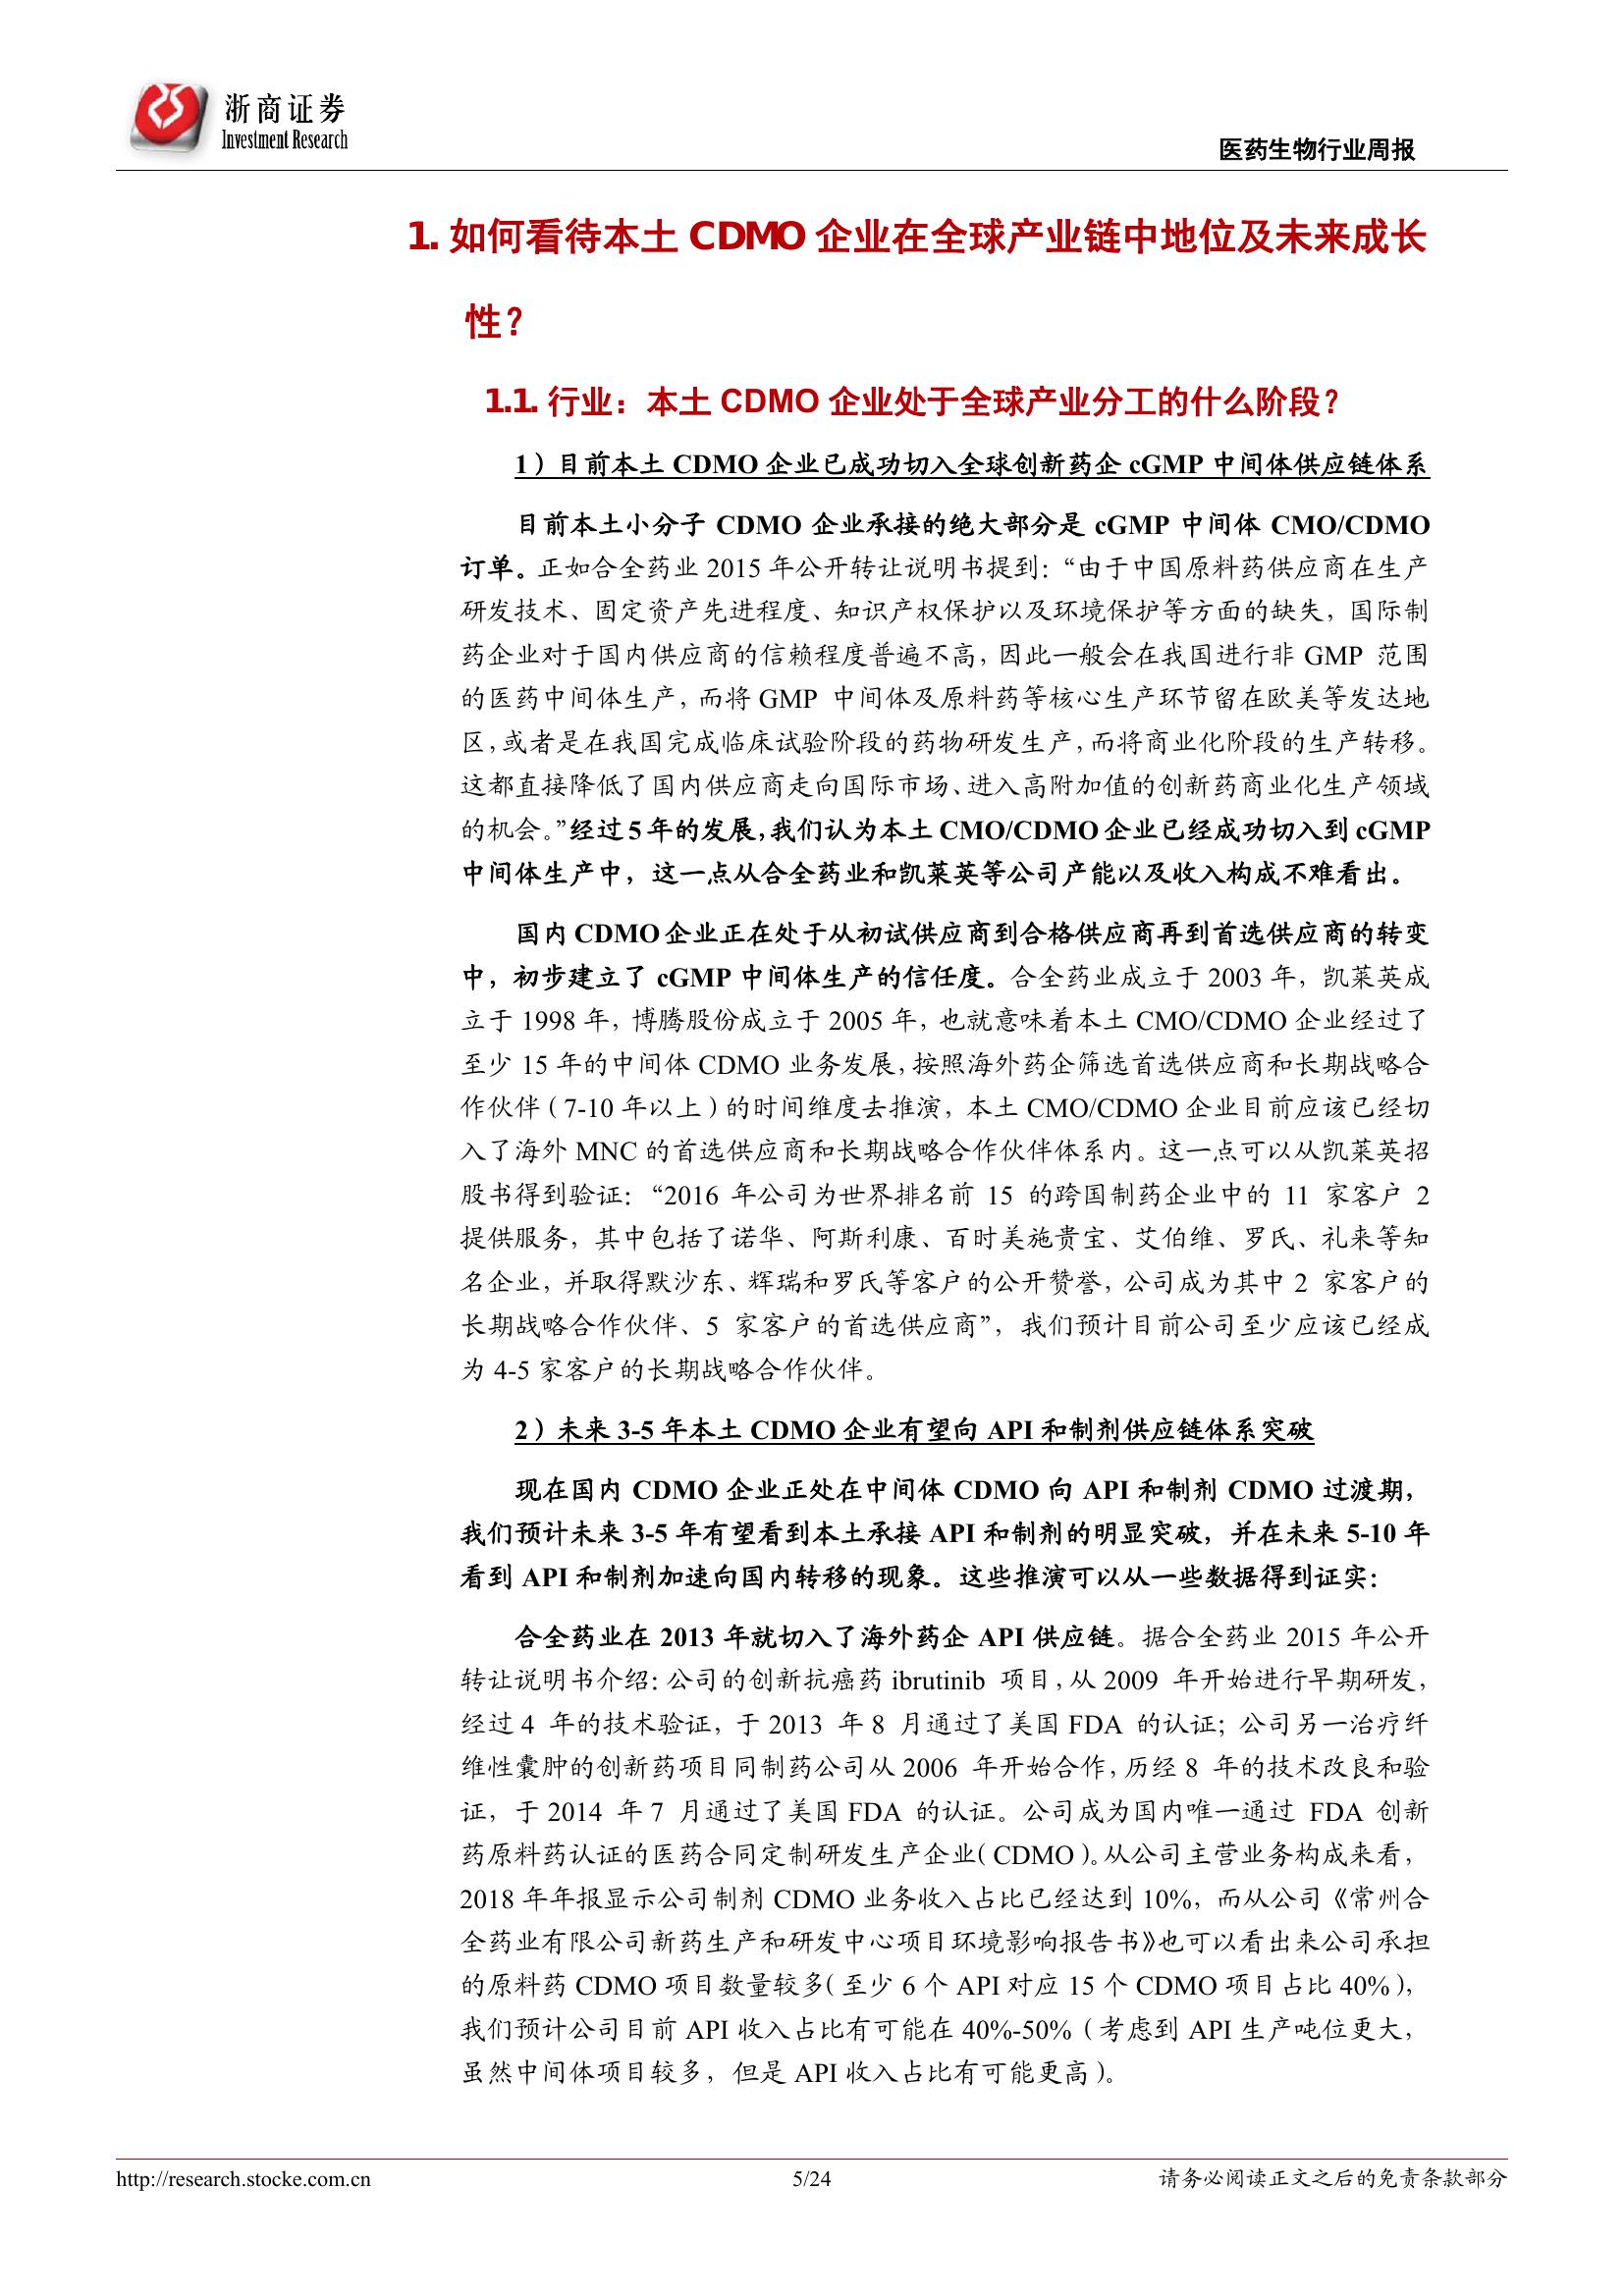 浙商证券
Investment Research
医药生物行业周报
1. 如何看待本土 CDMO 企业在全球产业链中地位及未来成长
性？
1.1. 行业：本土 CDMO 企业处于全球产业分工的什么阶段？
1）目前本土 CDMO 企业已成功切入全球创新药企 cGMP 中间体供应链体系
目前本土小分子 CDMO 企业承接的绝大部分是 cGMP 中间体 CMO/CDMO
订单。正如合全药业 2015 年公开转让说明书提到：“由于中国原料药供应商在生产
研发技术、固定资产先进程度、知识产权保护以及环境保护等方面的缺失，国际制
药企业对于国内供应商的信赖程度普遍不高，因此一般会在我国进行非 GMP 范围
的医药中间体生产，而将 GMP 中间体及原料药等核心生产环节留在欧美等发达地
区，或者是在我国完成临床试验阶段的药物研发生产，而将商业化阶段的生产转移。
这都直接降低了国内供应商走向国际市场、进入高附加值的创新药商业化生产领域
的机会。”经过 5 年的发展，我们认为本土 CMO/CDMO 企业已经成功切入到 cGMP
中间体生产中，这一点从合全药业和凯莱英等公司产能以及收入构成不难看出。
国内 CDMO 企业正在处于从初试供应商到合格供应商再到首选供应商的转变
中，初步建立了 cGMP 中间体生产的信任度。合全药业成立于 2003 年，凯莱英成
立于 1998 年，博腾股份成立于 2005 年，也就意味着本土 CMO/CDMO 企业经过了
至少 15 年的中间体 CDMO 业务发展，按照海外药企筛选首选供应商和长期战略合
作伙伴（7-10 年以上）的时间维度去推演，本土 CMO/CDMO 企业目前应该已经切
入了海外 MNC 的首选供应商和长期战略合作伙伴体系内。这一点可以从凯莱英招
股书得到验证：“2016 年公司为世界排名前 15 的跨国制药企业中的 11 家客户 2
提供服务，其中包括了诺华、阿斯利康、百时美施贵宝、艾伯维、罗氏、礼来等知
名企业，并取得默沙东、辉瑞和罗氏等客户的公开赞誉，公司成为其中 2 家客户的
长期战略合作伙伴、5 家客户的首选供应商”，我们预计目前公司至少应该已经成
为 4-5 家客户的长期战略合作伙伴。
2）未来 3-5 年本土 CDMO 企业有望向 API 和制剂供应链体系突破
现在国内 CDMO 企业正处在中间体 CDMO 向 API 和制剂 CDMO 过渡期，
我们预计未来 3-5 年有望看到本土承接 API 和制剂的明显突破，并在未来 5-10 年
看到 API 和制剂加速向国内转移的现象。这些推演可以从一些数据得到证实：
合全药业在 2013 年就切入了海外药企 API 供应链。据合全药业 2015 年公开
转让说明书介绍：公司的创新抗癌药 ibrutinib 项目，从 2009 年开始进行早期研发，
经过 4 年的技术验证，于 2013 年 8 月通过了美国 FDA 的认证；公司另一治疗纤
维性囊肿的创新药项目同制药公司从 2006 年开始合作，历经 8 年的技术改良和验
证，于 2014 年 7 月通过了美国 FDA 的认证。公司成为国内唯一通过 FDA 创新
药原料药认证的医药合同定制研发生产企业（CDMO）。从公司主营业务构成来看，
2018 年年报显示公司制剂 CDMO 业务收入占比已经达到 10%，而从公司《常州合
全药业有限公司新药生产和研发中心项目环境影响报告书》也可以看出来公司承担
的原料药 CDMO 项目数量较多（至少 6 个 API 对应 15 个 CDMO 项目占比 40%），
我们预计公司目前 API 收入占比有可能在 40%-50%（考虑到 API 生产吨位更大，
虽然中间体项目较多，但是 API 收入占比有可能更高）。
http://research.stocke.com.cn
5/24
请务必阅读正文之后的免责条款部分